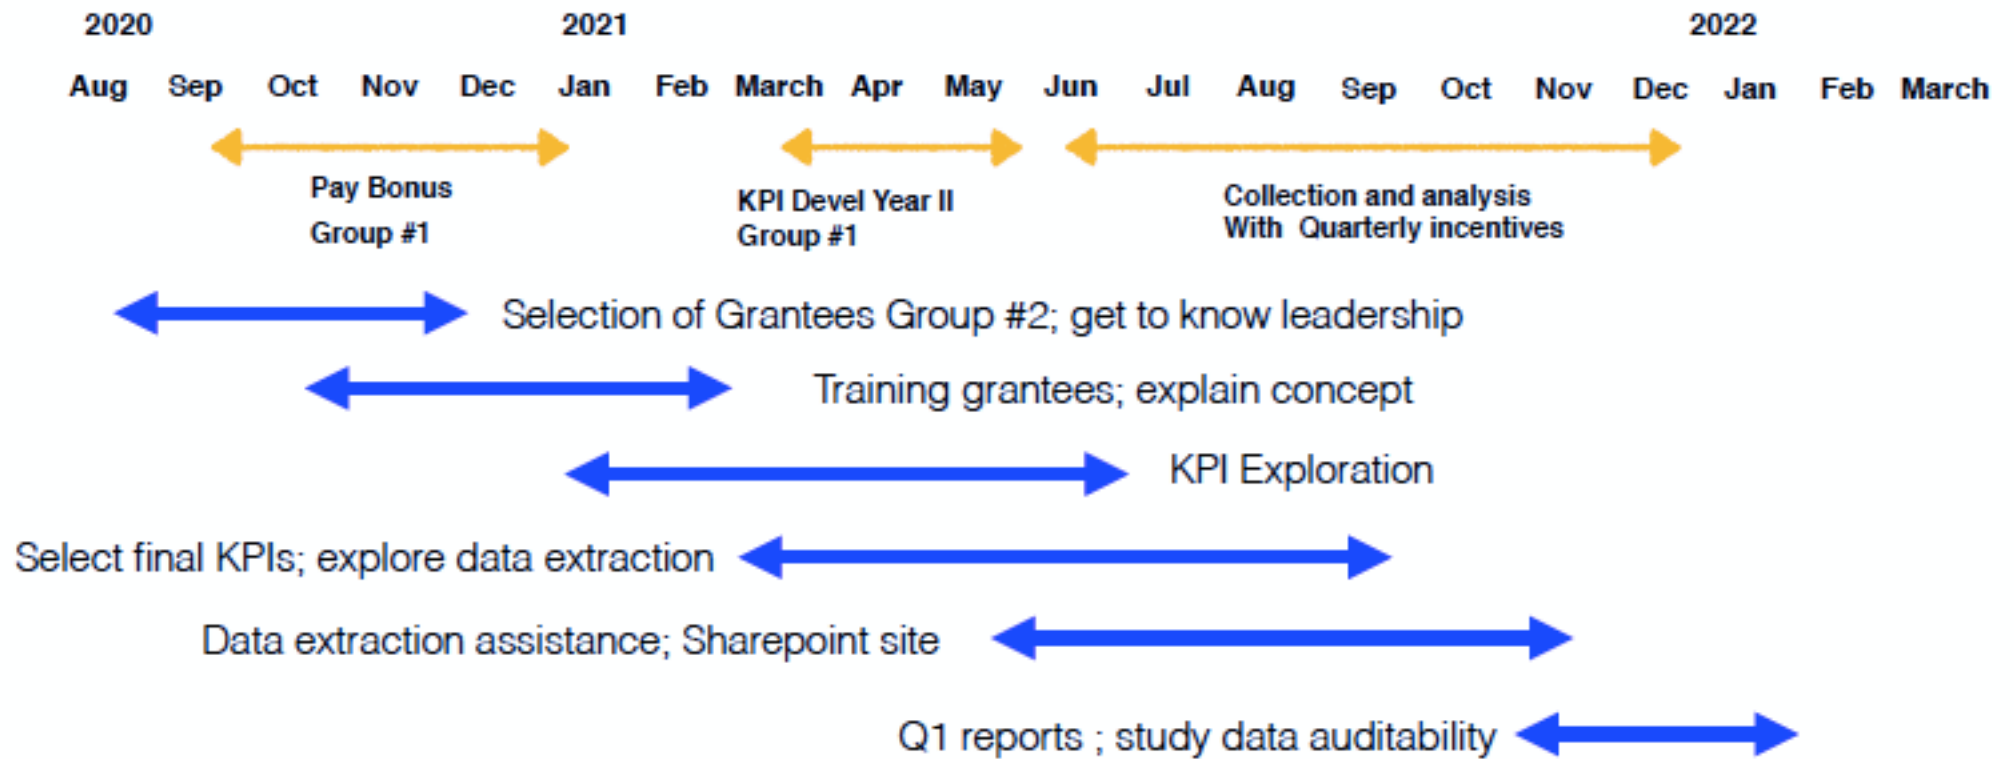 2020 2021 2022
Aug Sep Oct Nov Dec Jan Feb March Apr May Jun Jul Aug Sep Oct Nov Dec Jan Feb March
Pay Bonus
Group #1
KPI Devel Year II
Group #1
Collection and analysis
With Quarterly incentives
Selection of Grantees Group #2; get to know leadership
Training grantees; explain concept
KPI Exploration
Select final KPIs; explore data extraction
Data extraction assistance; Sharepoint site
Q1 reports ; study data auditability